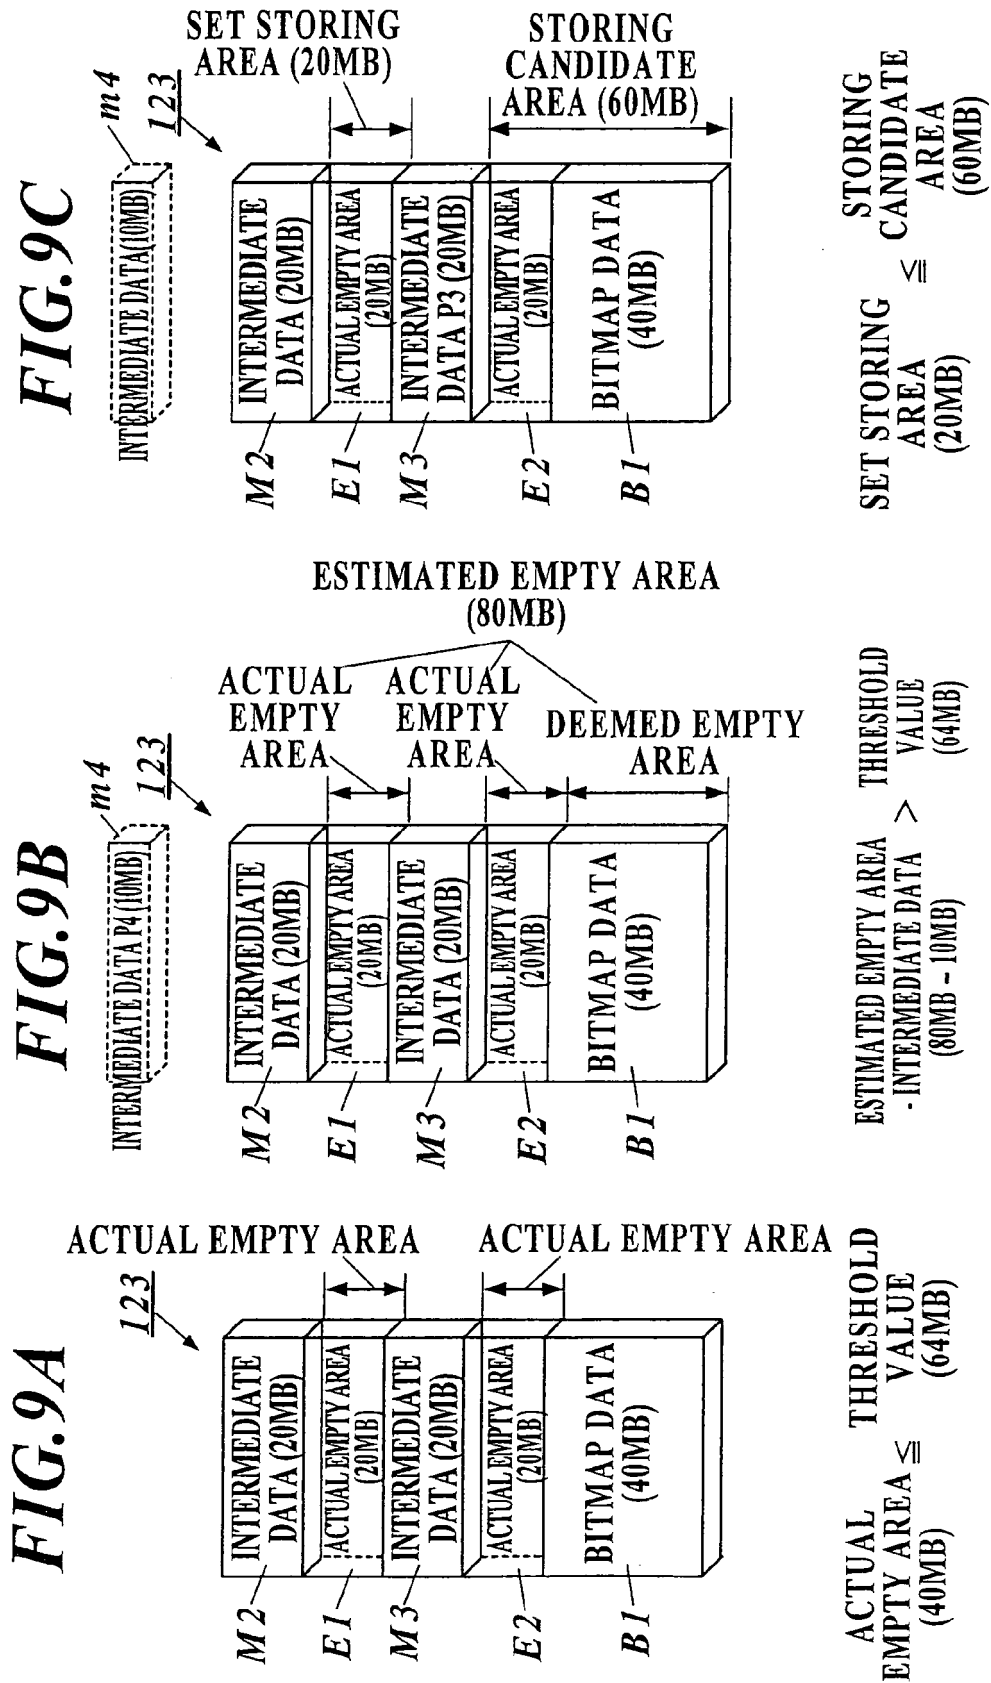 FIG.9A
123
ACTUAL EMPTY AREA
ACTUAL EMPTY AREA
INTERMEDIATE
DATA (20MB)
ACTUAL EMPTY AREA
(20MB)
INTERMEDIATE
DATA (20MB)
ACTUAL EMPTY AREA
(20MB)
BITMAP DATA
(40MB)
M2
E1
M3
E2
B1
ACTUAL
EMPTY AREA
(40MB)
≦
THRESHOLD
VALUE
(64MB)
FIG.9B
INTERMEDIATE DATA P4 (10MB)
m4
123
ESTIMATED EMPTY AREA
(80MB)
ACTUAL
EMPTY
AREA
ACTUAL
EMPTY
AREA
DEEMED EMPTY
AREA
INTERMEDIATE
DATA (20MB)
ACTUAL EMPTY AREA
(20MB)
INTERMEDIATE
DATA (20MB)
ACTUAL EMPTY AREA
(20MB)
BITMAP DATA
(40MB)
M2
E1
M3
E2
B1
ESTIMATED EMPTY AREA
- INTERMEDIATE DATA
(80MB - 10MB)
>
THRESHOLD
VALUE
(64MB)
FIG.9C
INTERMEDIATE DATA(10MB)
m4
123
SET STORING
AREA (20MB)
STORING
CANDIDATE
AREA (60MB)
INTERMEDIATE
DATA (20MB)
ACTUAL EMPTY AREA
(20MB)
INTERMEDIATE
DATA P3 (20MB)
ACTUAL EMPTY AREA
(20MB)
BITMAP DATA
(40MB)
M2
E1
M3
E2
B1
SET STORING
AREA
(20MB)
≦
STORING
CANDIDATE
AREA
(60MB)